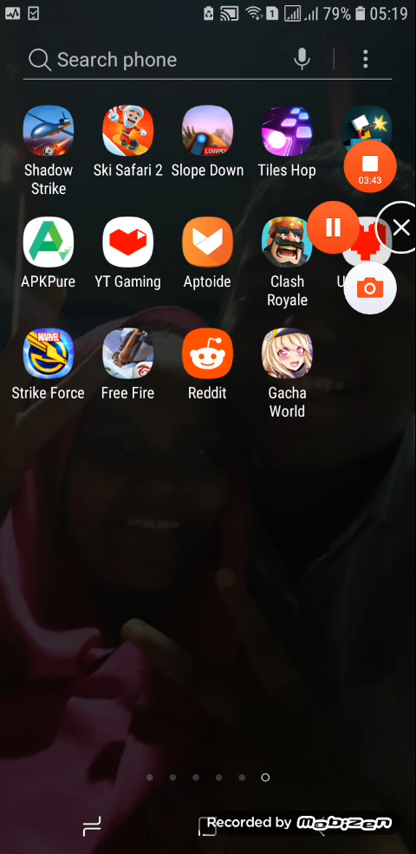 79% 05:19
Search phone
Shadow Strike
Ski Safari 2
Slope Down
Tiles Hop
03:43
APKPure
YT Gaming
Aptoide
Clash Royale
U
MARVEL
Strike Force
Free Fire
Reddit
Gacha World
Recorded by MOBIZEN